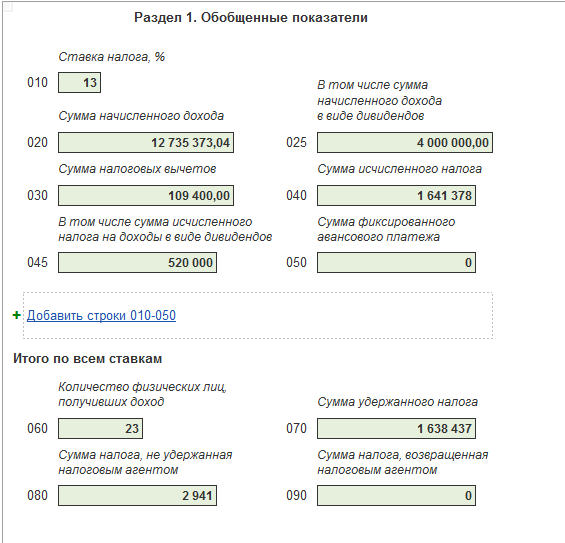 Раздел 1. Обобщенные показатели
Ставка налога, %
010 13
В том числе сумма
начисленного дохода
в виде дивидендов
Сумма начисленного дохода
020 12 735 373,04
025 4 000 000,00
Сумма налоговых вычетов
Сумма исчисленного налога
030 109 400,00
040 1 641 378
В том числе сумма исчисленного
налога на доходы в виде дивидендов
Сумма фиксированного
авансового платежа
045 520 000
050 0
+ Добавить строки 010-050
Итого по всем ставкам
Количество физических лиц,
получивших доход
Сумма удержанного налога
060 23
070 1 638 437
Сумма налога, не удержанная
налоговым агентом
Сумма налога, возвращенная
налоговым агентом
080 2 941
090 0